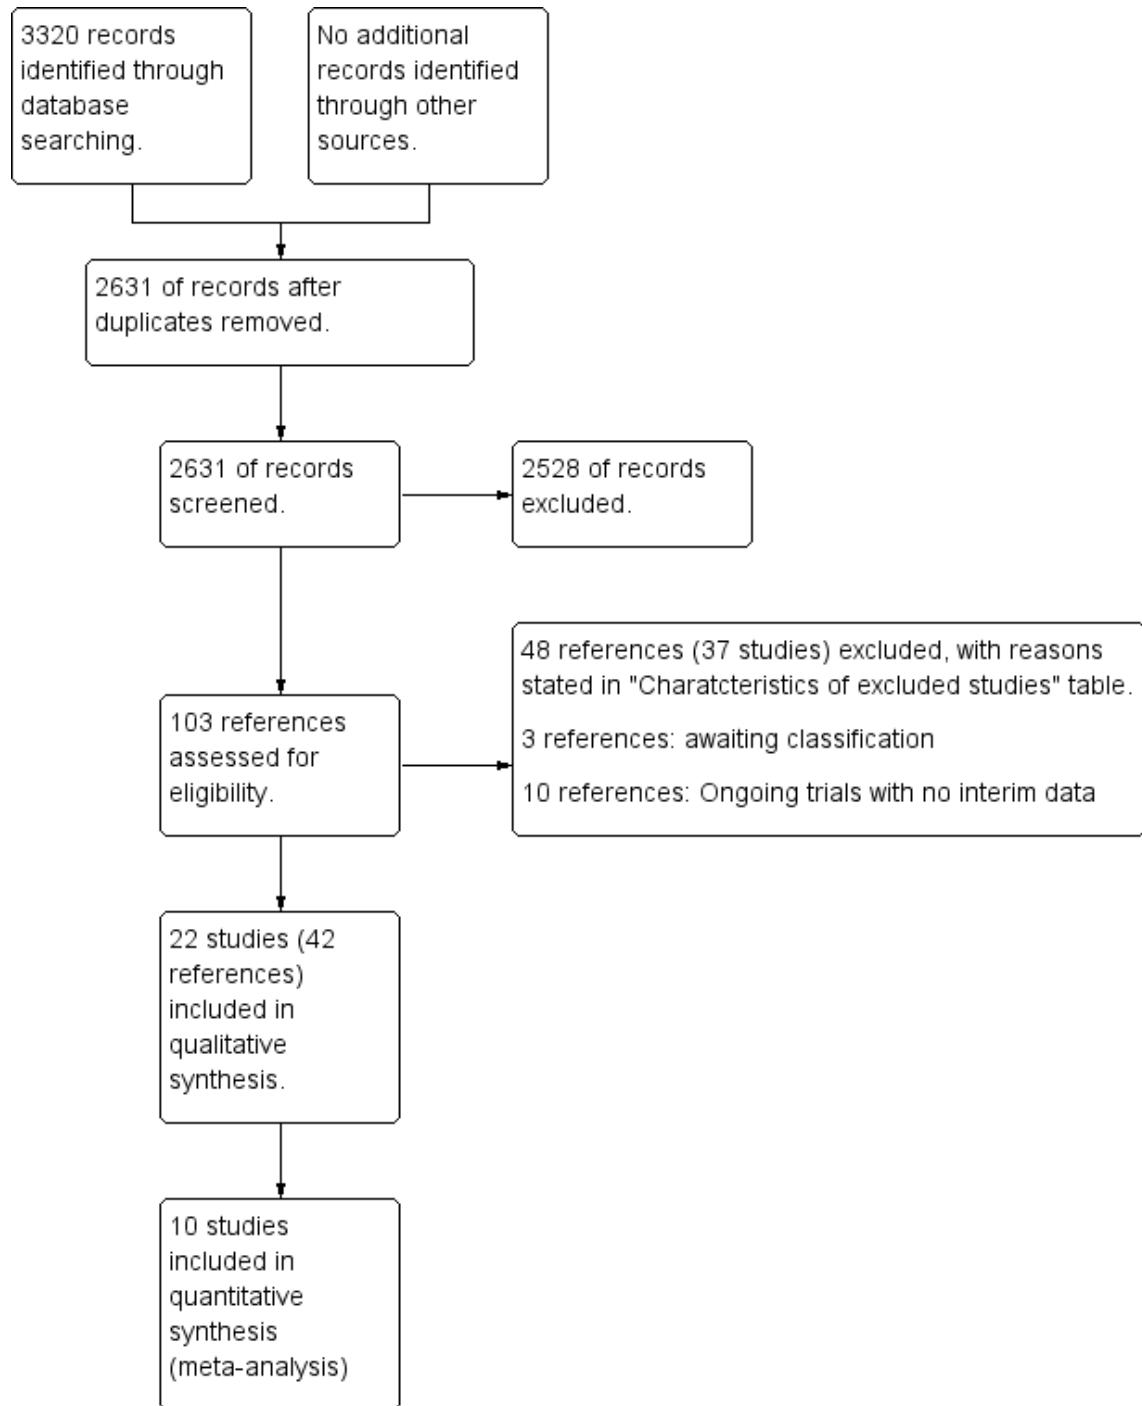 3320 records
identified through
database
searching.
No additional
records identified
through other
sources.
2631 of records after
duplicates removed.
2631 of records
screened.
2528 of records
excluded.
103 references
assessed for
eligibility.
48 references (37 studies) excluded, with reasons
stated in "Charatcteristics of excluded studies" table.
3 references: awaiting classification
10 references: Ongoing trials with no interim data
22 studies (42
references)
included in
qualitative
synthesis.
10 studies
included in
quantitative
synthesis
(meta-analysis)